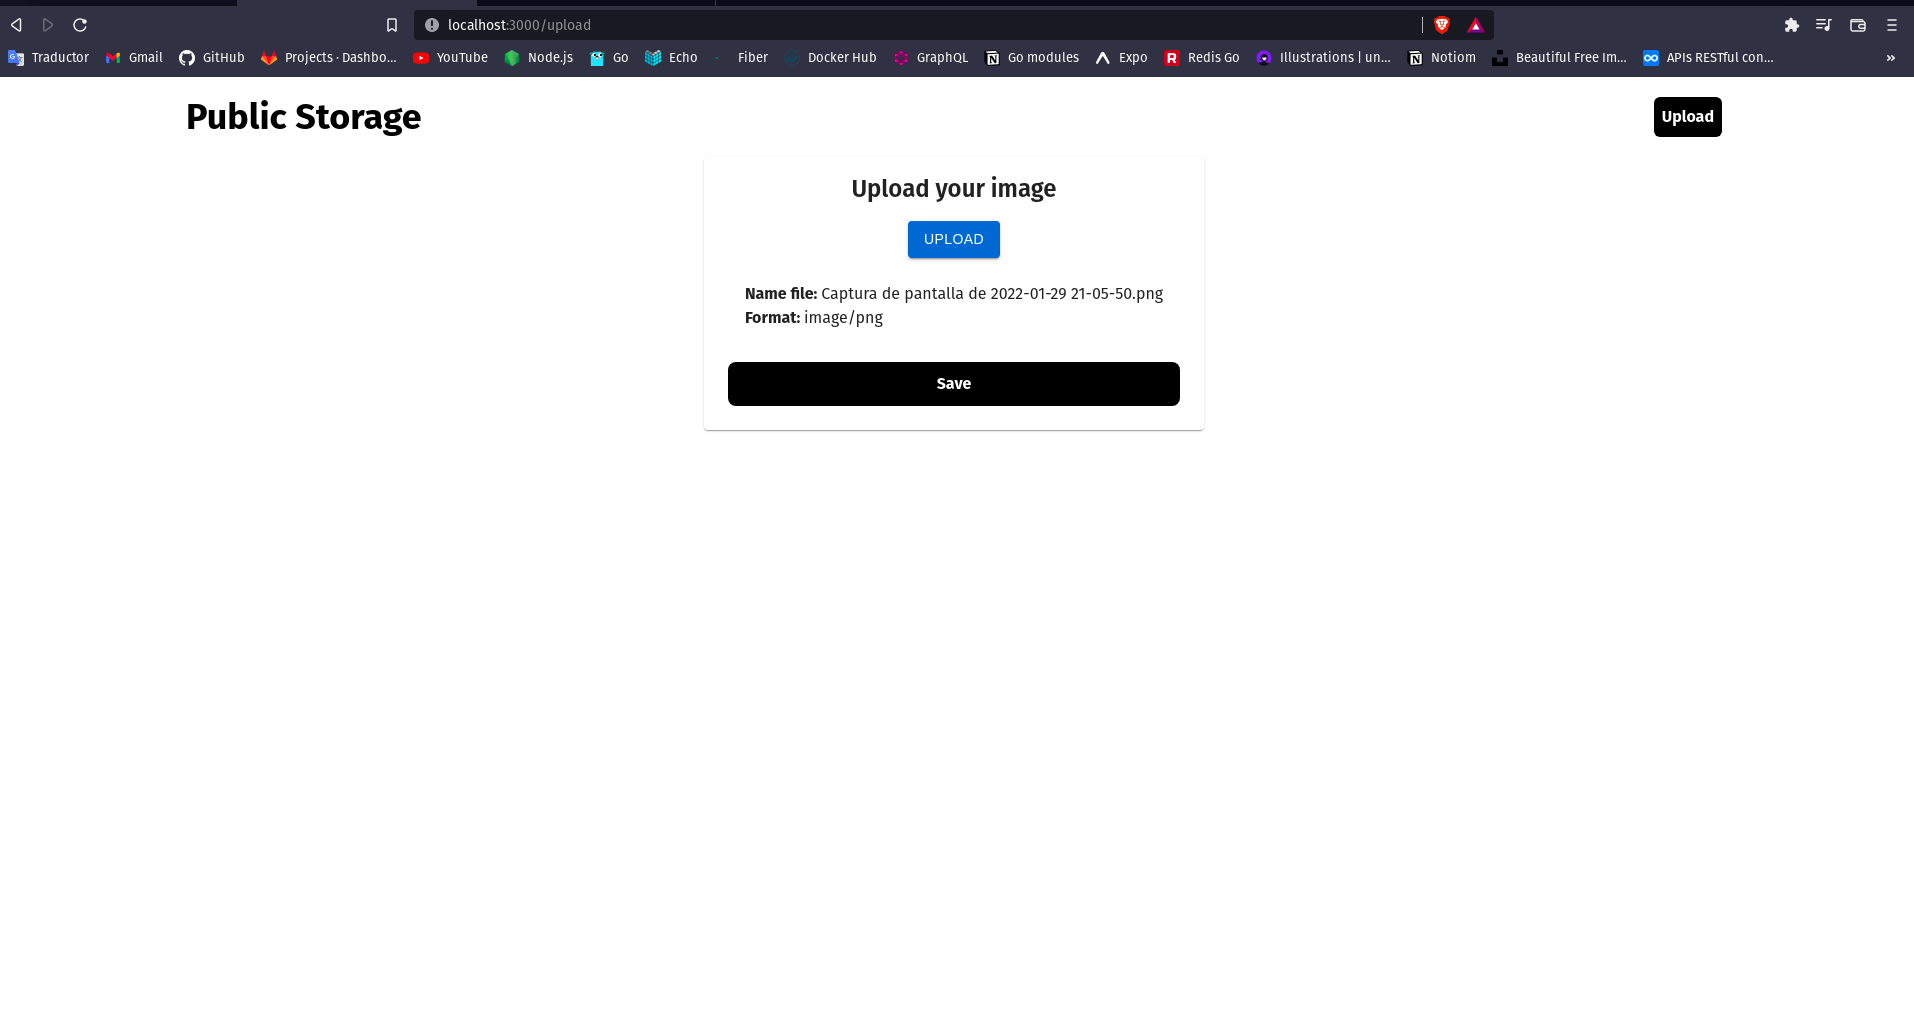 localhost:3000/upload
Traductor Gmail GitHub Projects · Dashbo... YouTube Node.js Go Echo Fiber Docker Hub GraphQL Go modules Expo Redis Go Illustrations | un... Notiom Beautiful Free Im... APIs RESTful con... »
Public Storage Upload
Upload your image
UPLOAD
Name file: Captura de pantalla de 2022-01-29 21-05-50.png
Format: image/png
Save